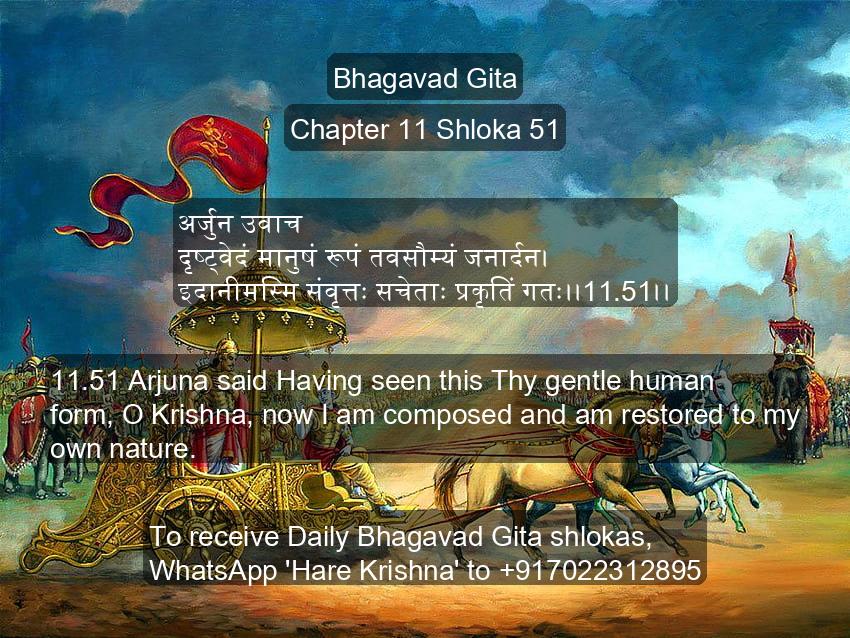 Bhagavad Gita
Chapter 11 Shloka 51
अर्जुन उवाच
दृष्ट्वेदं मानुषं रूपं तवसौम्यं जनार्दन।
इदानीमस्मि संवृत्तः सचेताः प्रकृतिं गतः।।11.51।।
11.51 Arjuna said Having seen this Thy gentle human
form, O Krishna, now I am composed and am restored to my
own nature.
To receive Daily Bhagavad Gita shlokas,
WhatsApp 'Hare Krishna' to +917022312895